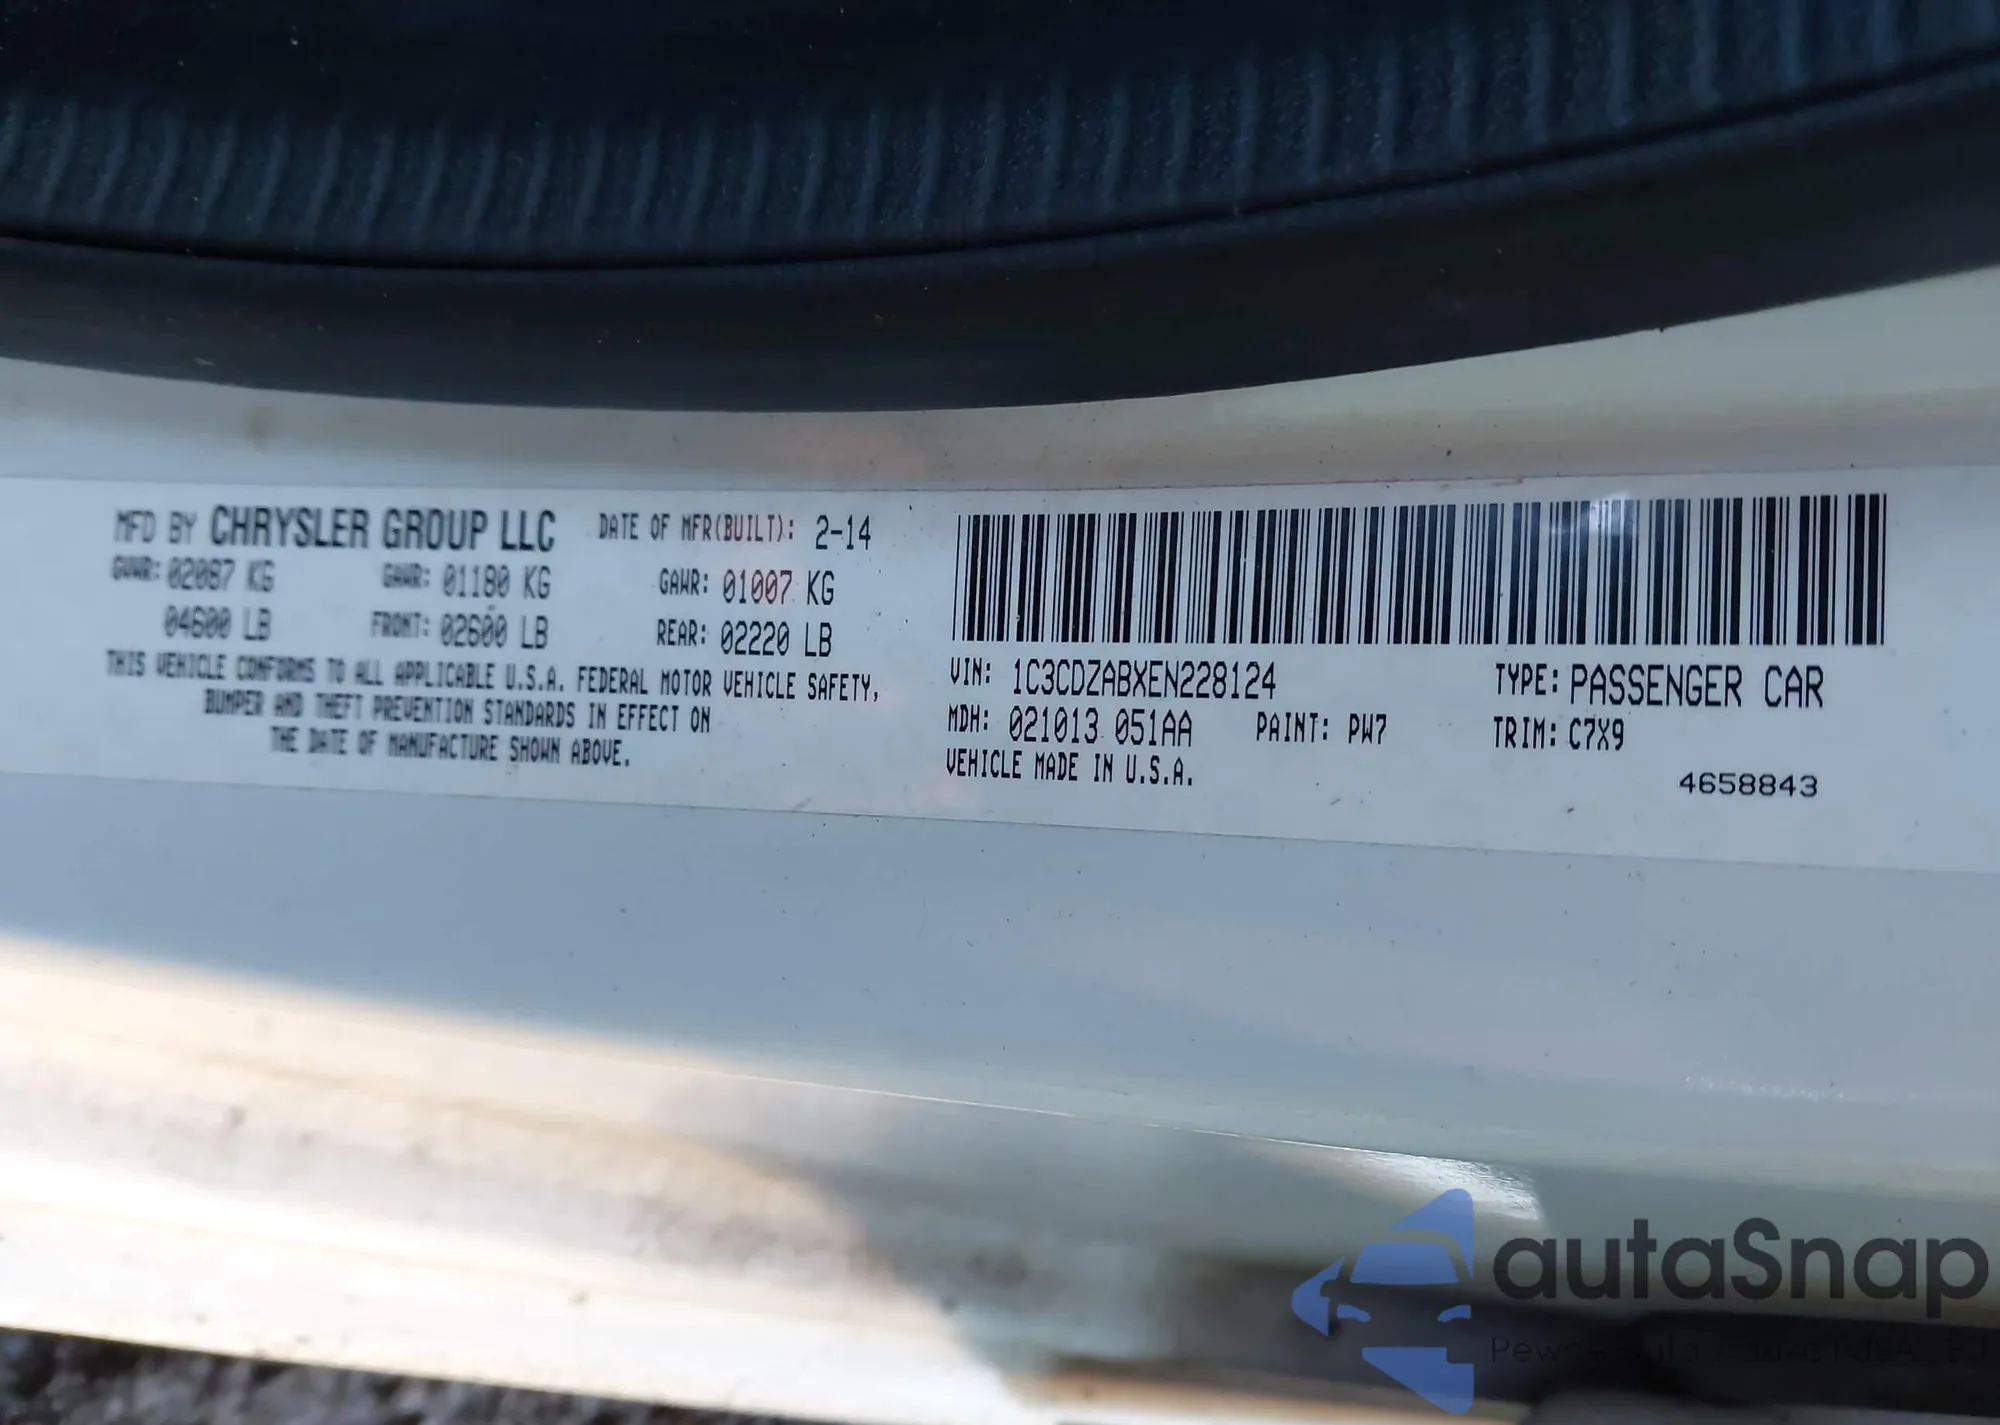 MFD BY CHRYSLER GROUP LLC DATE OF MFR(BUILT): 2-14
GVWR: 02087 KG GAWR: 01180 KG GAWR: 01007 KG
04600 LB FRONT: 02600 LB REAR: 02220 LB
THIS VEHICLE CONFORMS TO ALL APPLICABLE U.S.A. FEDERAL MOTOR VEHICLE SAFETY,
BUMPER AND THEFT PREVENTION STANDARDS IN EFFECT ON
THE DATE OF MANUFACTURE SHOWN ABOVE.
VIN: 1C3CDZABXEN228124 TYPE: PASSENGER CAR
MDH: 021013 051AA PAINT: PW7 TRIM: C7X9
VEHICLE MADE IN U.S.A.
4658843
autaSnap